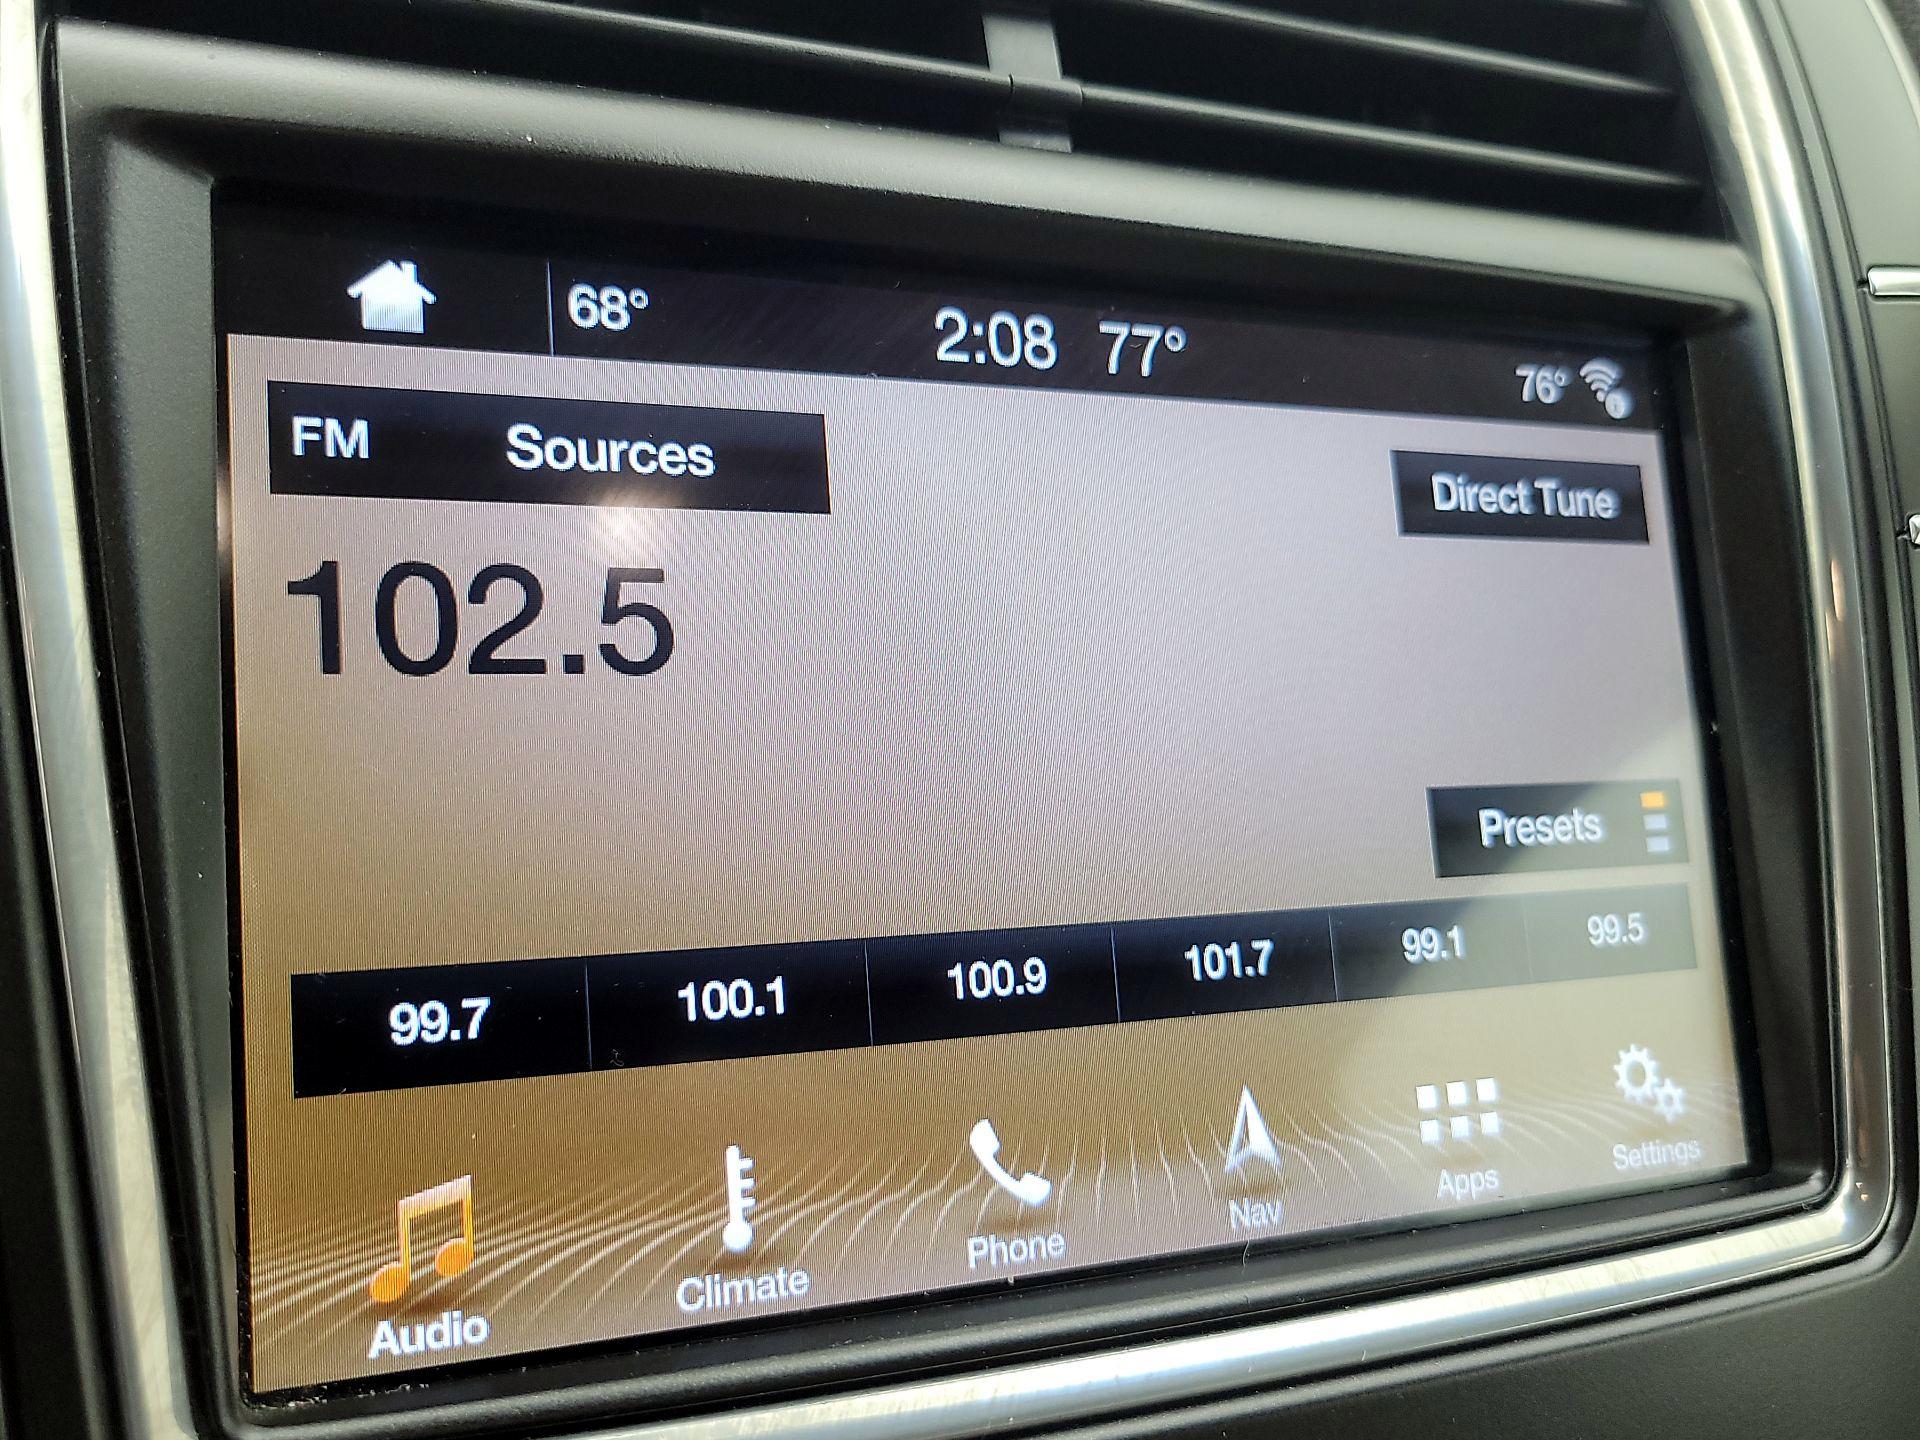 68° 2:08 77° 76°
FM Sources Direct Tune
102.5
Presets
99.7 100.1 100.9 101.7 99.1 99.5
Audio Climate Phone Nav Apps Settings